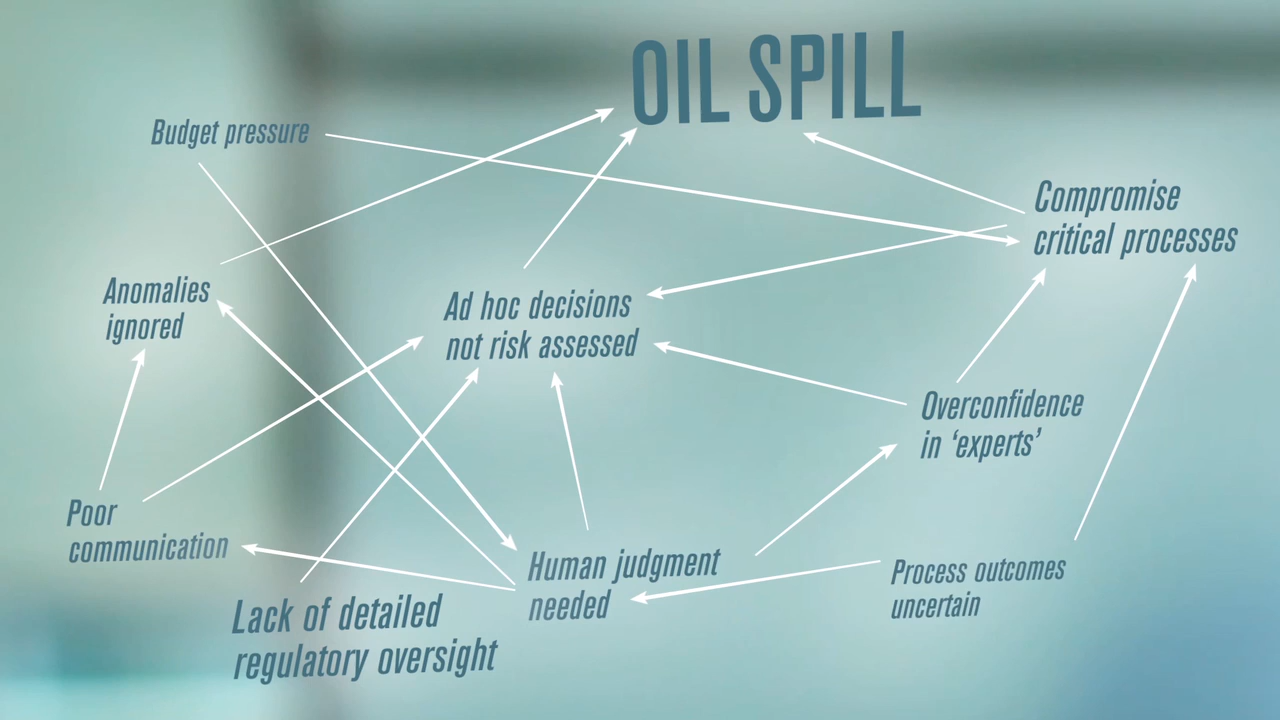 OIL SPILL
Budget pressure
Compromise
critical processes
Anomalies
ignored
Ad hoc decisions
not risk assessed
Overconfidence
in ‘experts’
Poor
communication
Human judgment
needed
Process outcomes
uncertain
Lack of detailed
regulatory oversight